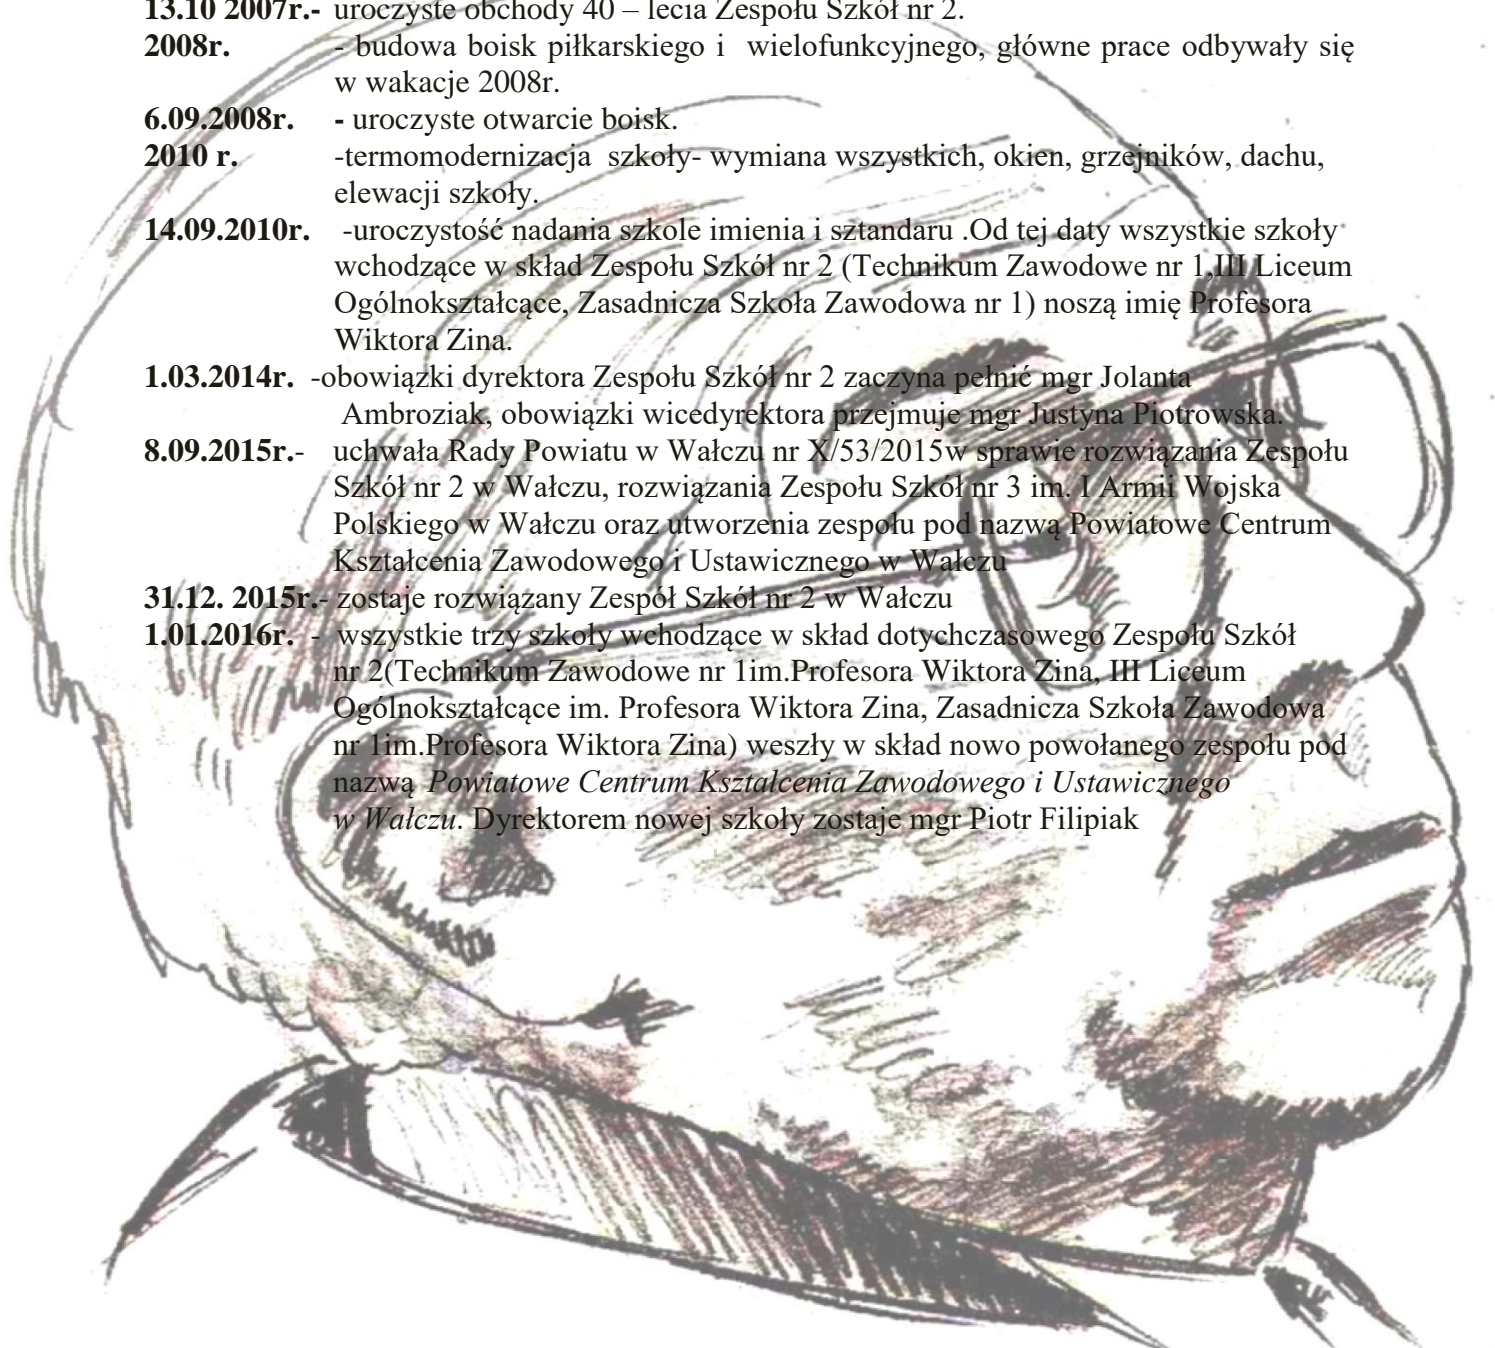 13.10 2007r.- uroczyste obchody 40 – lecia Zespołu Szkół nr 2.
2008r. - budowa boisk piłkarskiego i wielofunkcyjnego, główne prace odbywały się
w wakacje 2008r.
6.09.2008r. - uroczyste otwarcie boisk.
2010 r. -termomodernizacja szkoły- wymiana wszystkich, okien, grzejników, dachu,
elewacji szkoły.
14.09.2010r. -uroczystość nadania szkole imienia i sztandaru .Od tej daty wszystkie szkoły
wchodzące w skład Zespołu Szkół nr 2 (Technikum Zawodowe nr 1,III Liceum
Ogólnokształcące, Zasadnicza Szkoła Zawodowa nr 1) noszą imię Profesora
Wiktora Zina.
1.03.2014r. -obowiązki dyrektora Zespołu Szkół nr 2 zaczyna pełnić mgr Jolanta
Ambroziak, obowiązki wicedyrektora przejmuje mgr Justyna Piotrowska.
8.09.2015r.- uchwała Rady Powiatu w Wałczu nr X/53/2015w sprawie rozwiązania Zespołu
Szkół nr 2 w Wałczu, rozwiązania Zespołu Szkół nr 3 im. I Armii Wojska
Polskiego w Wałczu oraz utworzenia zespołu pod nazwą Powiatowe Centrum
Kształcenia Zawodowego i Ustawicznego w Wałczu
31.12. 2015r.- zostaje rozwiązany Zespół Szkół nr 2 w Wałczu
1.01.2016r. - wszystkie trzy szkoły wchodzące w skład dotychczasowego Zespołu Szkół
nr 2(Technikum Zawodowe nr 1im.Profesora Wiktora Zina, III Liceum
Ogólnokształcące im. Profesora Wiktora Zina, Zasadnicza Szkoła Zawodowa
nr 1im.Profesora Wiktora Zina) weszły w skład nowo powołanego zespołu pod
nazwą Powiatowe Centrum Kształcenia Zawodowego i Ustawicznego
w Wałczu. Dyrektorem nowej szkoły zostaje mgr Piotr Filipiak